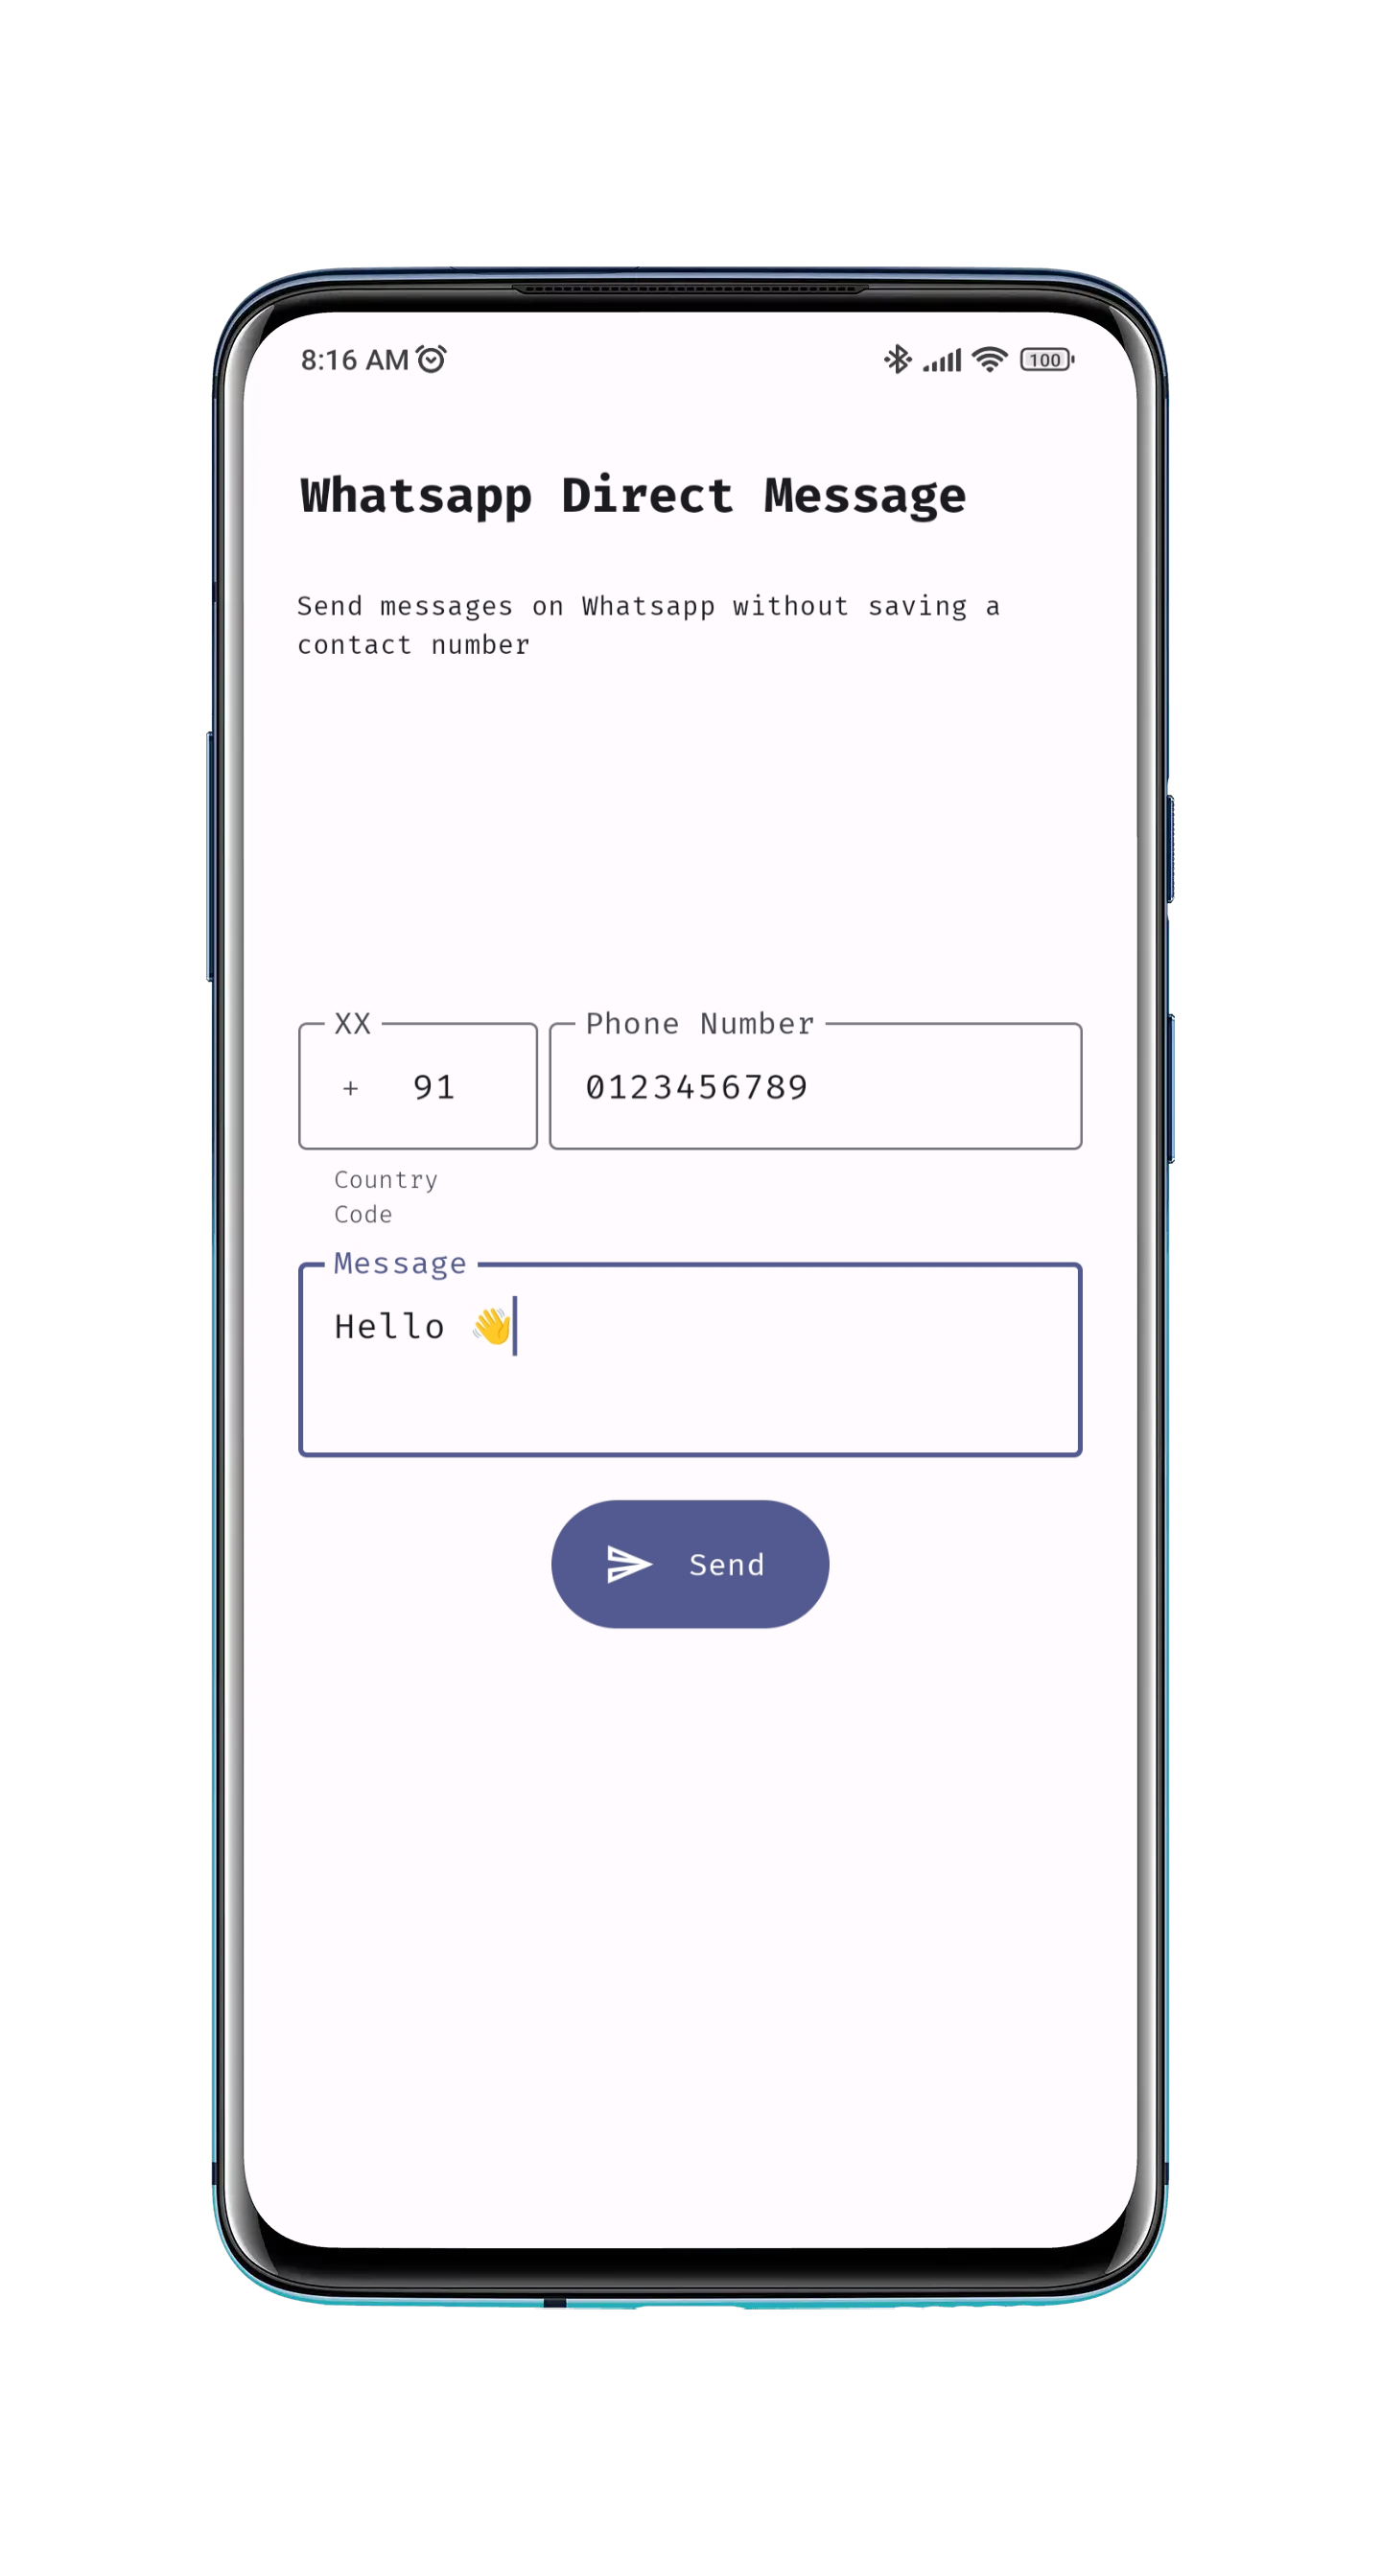 8:16 AM
100
Whatsapp Direct Message
Send messages on Whatsapp without saving a
contact number
XX
Phone Number
+ 91
0123456789
Country
Code
Message
Hello 👋
Send